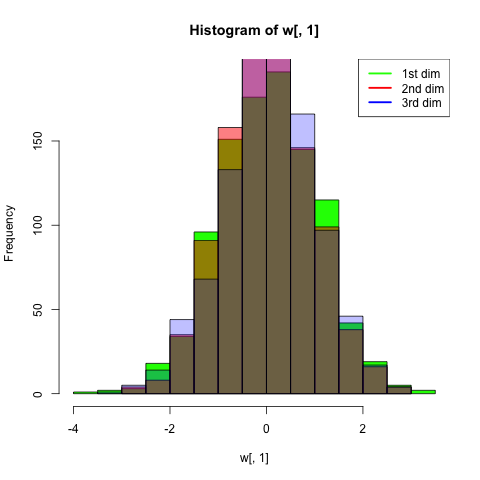 Histogram of w[, 1]
1st dim
2nd dim
3rd dim
Frequency
150
100
50
0
-4
-2
0
2
w[, 1]